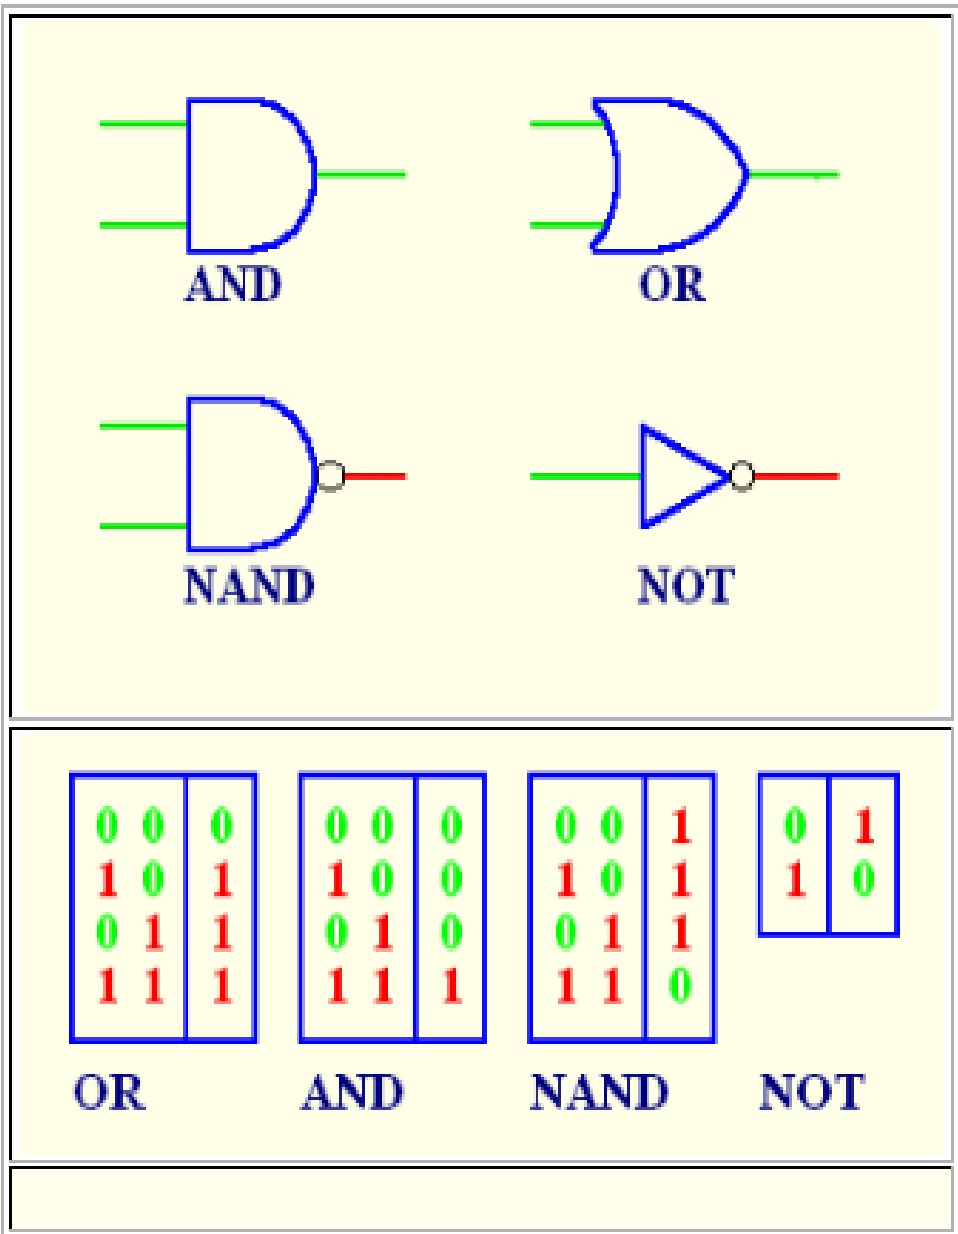 AND OR
NAND NOT
0 0 0 0 0 0 0 0 1 0 1
1 0 1 1 0 0 1 0 1 1 0
0 1 1 0 1 0 0 1 1
1 1 1 1 1 1 1 1 0
OR AND NAND NOT